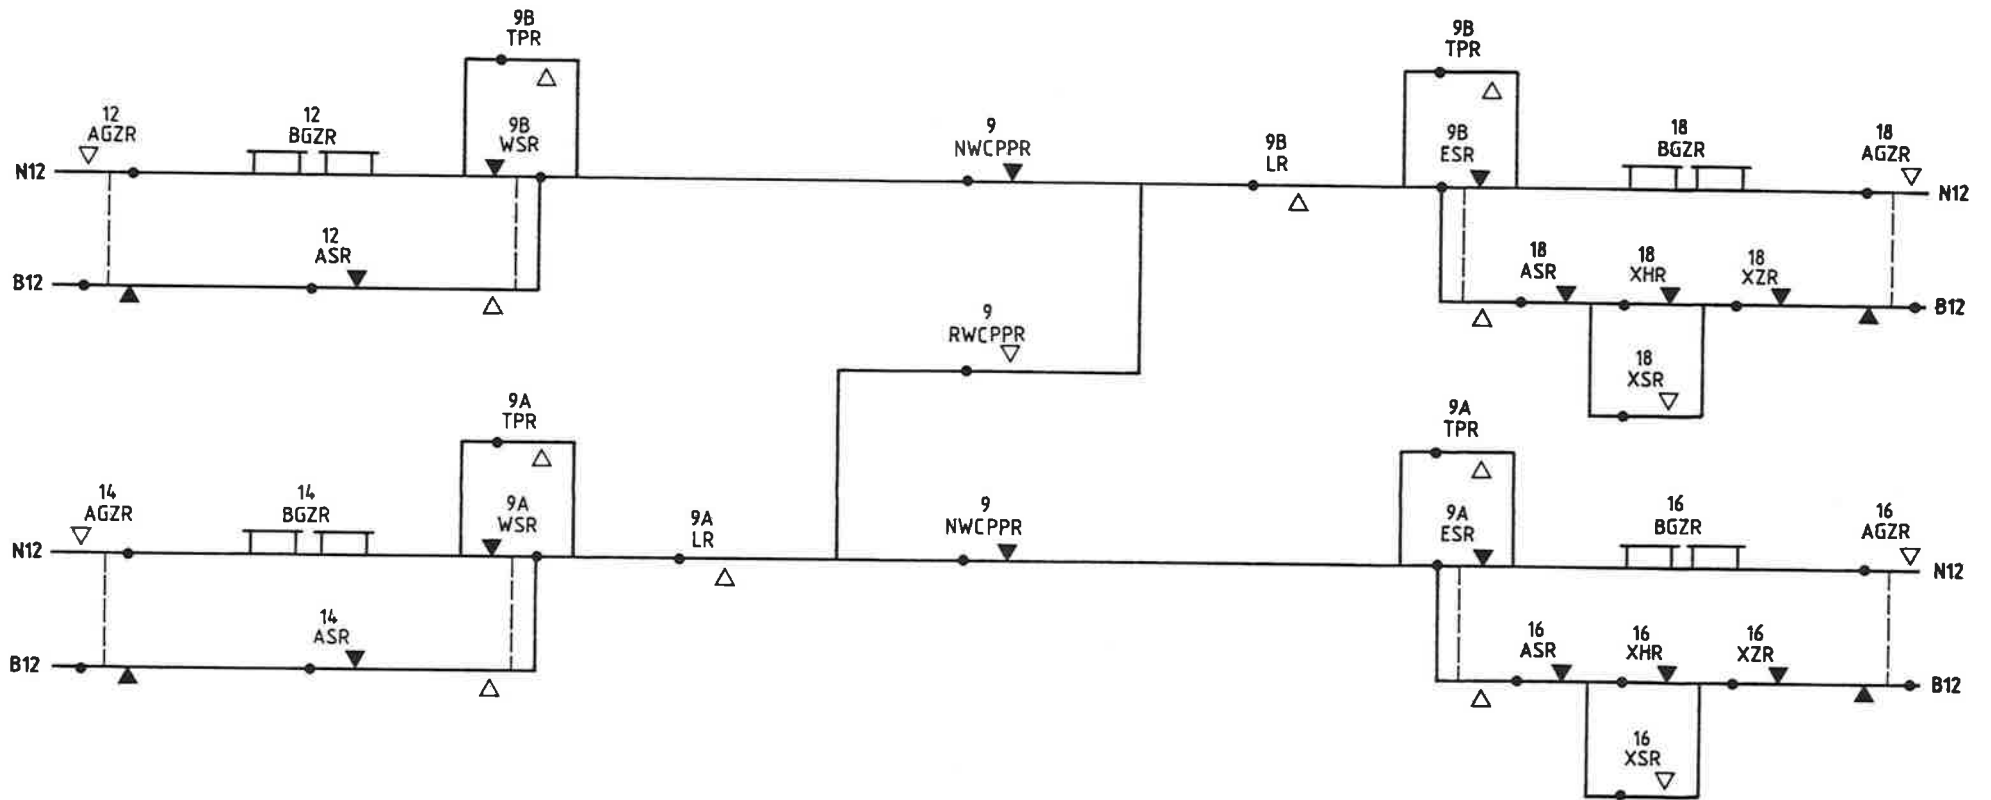 9B
TPR
9B
TPR
12
AGZR
12
BGZR
9B
WSR
9
NWCPPR
9B
LR
9B
ESR
18
BGZR
18
AGZR
N12
N12
12
ASR
18
ASR
18
XHR
18
XZR
B12
B12
9
RWCPPR
18
XSR
9A
TPR
9A
TPR
14
AGZR
14
BGZR
9A
WSR
9A
LR
9
NWCPPR
9A
ESR
16
BGZR
16
AGZR
N12
N12
14
ASR
16
ASR
16
XHR
16
XZR
B12
B12
16
XSR